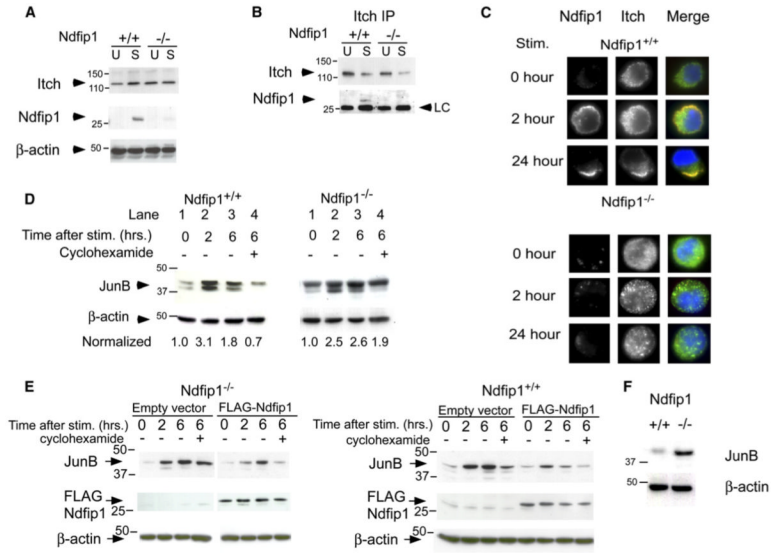 A
Ndfip1 +/+ -/-
U S U S
Itch 150 110
Ndfip1 25
β-actin 50
B
Itch IP
Ndfip1 +/+ -/-
U S U S
Itch 150 110
Ndfip1 25 LC
C
Ndfip1 Itch Merge
Stim. Ndfip1+/+
0 hour
2 hour
24 hour
Ndfip1-/-
0 hour
2 hour
24 hour
D
Ndfip1+/+ Ndfip1-/-
Lane 1 2 3 4 1 2 3 4
Time after stim. (hrs.) 0 2 6 6 0 2 6 6
Cyclohexamide - - - + - - - +
JunB 50 37
β-actin 50
Normalized 1.0 3.1 1.8 0.7 1.0 2.5 2.6 1.9
E
Ndfip1-/-
Empty vector FLAG-Ndfip1
Time after stim. (hrs.) 0 2 6 6 0 2 6 6
cyclohexamide - - - + - - - +
JunB 50 37
FLAG
Ndfip1 25
β-actin 50 37
Ndfip1+/+
Empty vector FLAG-Ndfip1
Time after stim. (hrs.) 0 2 6 6 0 2 6 6
cyclohexamide - - - + - - - +
JunB 50 37
FLAG
Ndfip1 25
β-actin 50 37
F
Ndfip1
+/+ -/-
37 JunB
50 β-actin